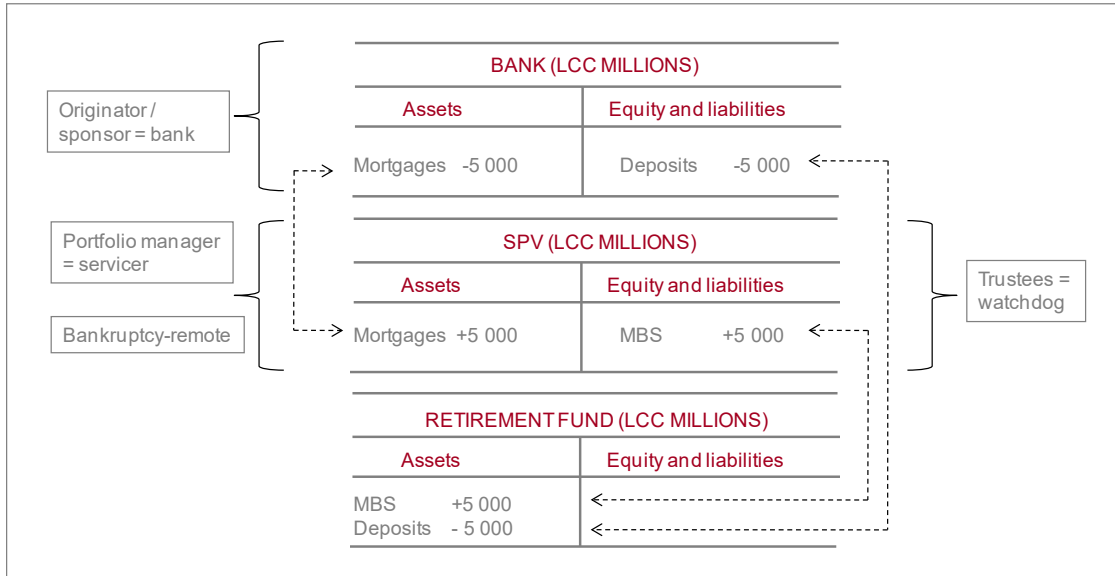 BANK (LCC MILLIONS)
Assets Equity and liabilities
Originator /
sponsor = bank
Mortgages -5 000 Deposits -5 000
Portfolio manager
= servicer
Bankruptcy-remote
SPV (LCC MILLIONS)
Assets Equity and liabilities
Mortgages +5 000 MBS +5 000
Trustees =
watchdog
RETIREMENT FUND (LCC MILLIONS)
Assets Equity and liabilities
MBS +5 000
Deposits - 5 000